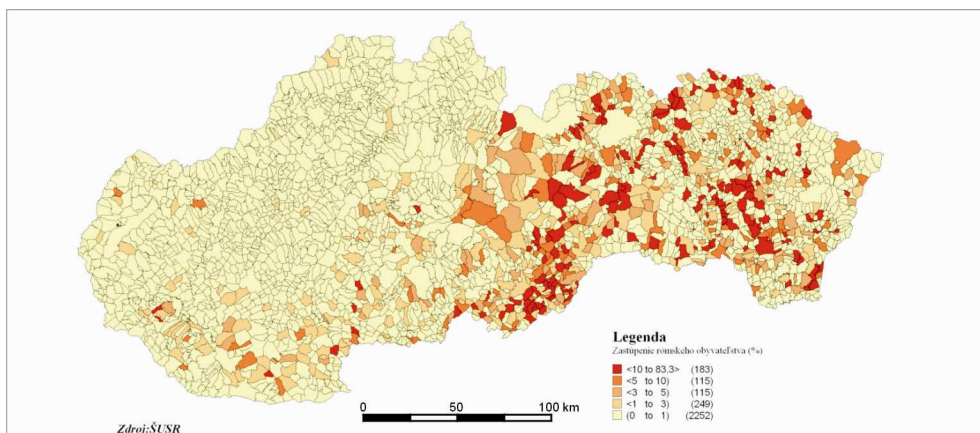 Legenda
Zastúpenie rómskeho obyvateľstva (%)
<10 to 83,3> (183)
<5 to 10) (115)
<3 to 5) (115)
<1 to 3) (249)
(0 to 1) (2252)
0 50 100 km
Zdroj:ŠUSR